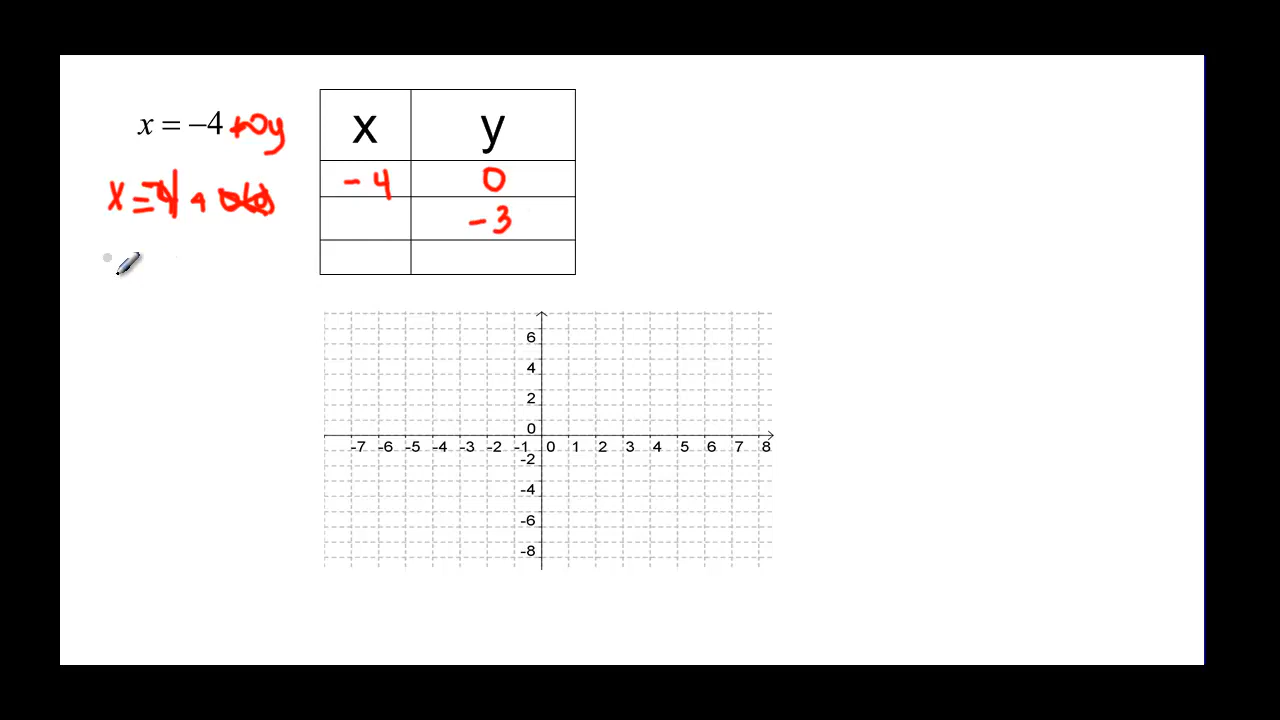 x = −4 +0y
x y
x = -4 +
-4 0
-3
6
4
2
0
-7 -6 -5 -4 -3 -2 -1 0 1 2 3 4 5 6 7 8
-2
-4
-6
-8